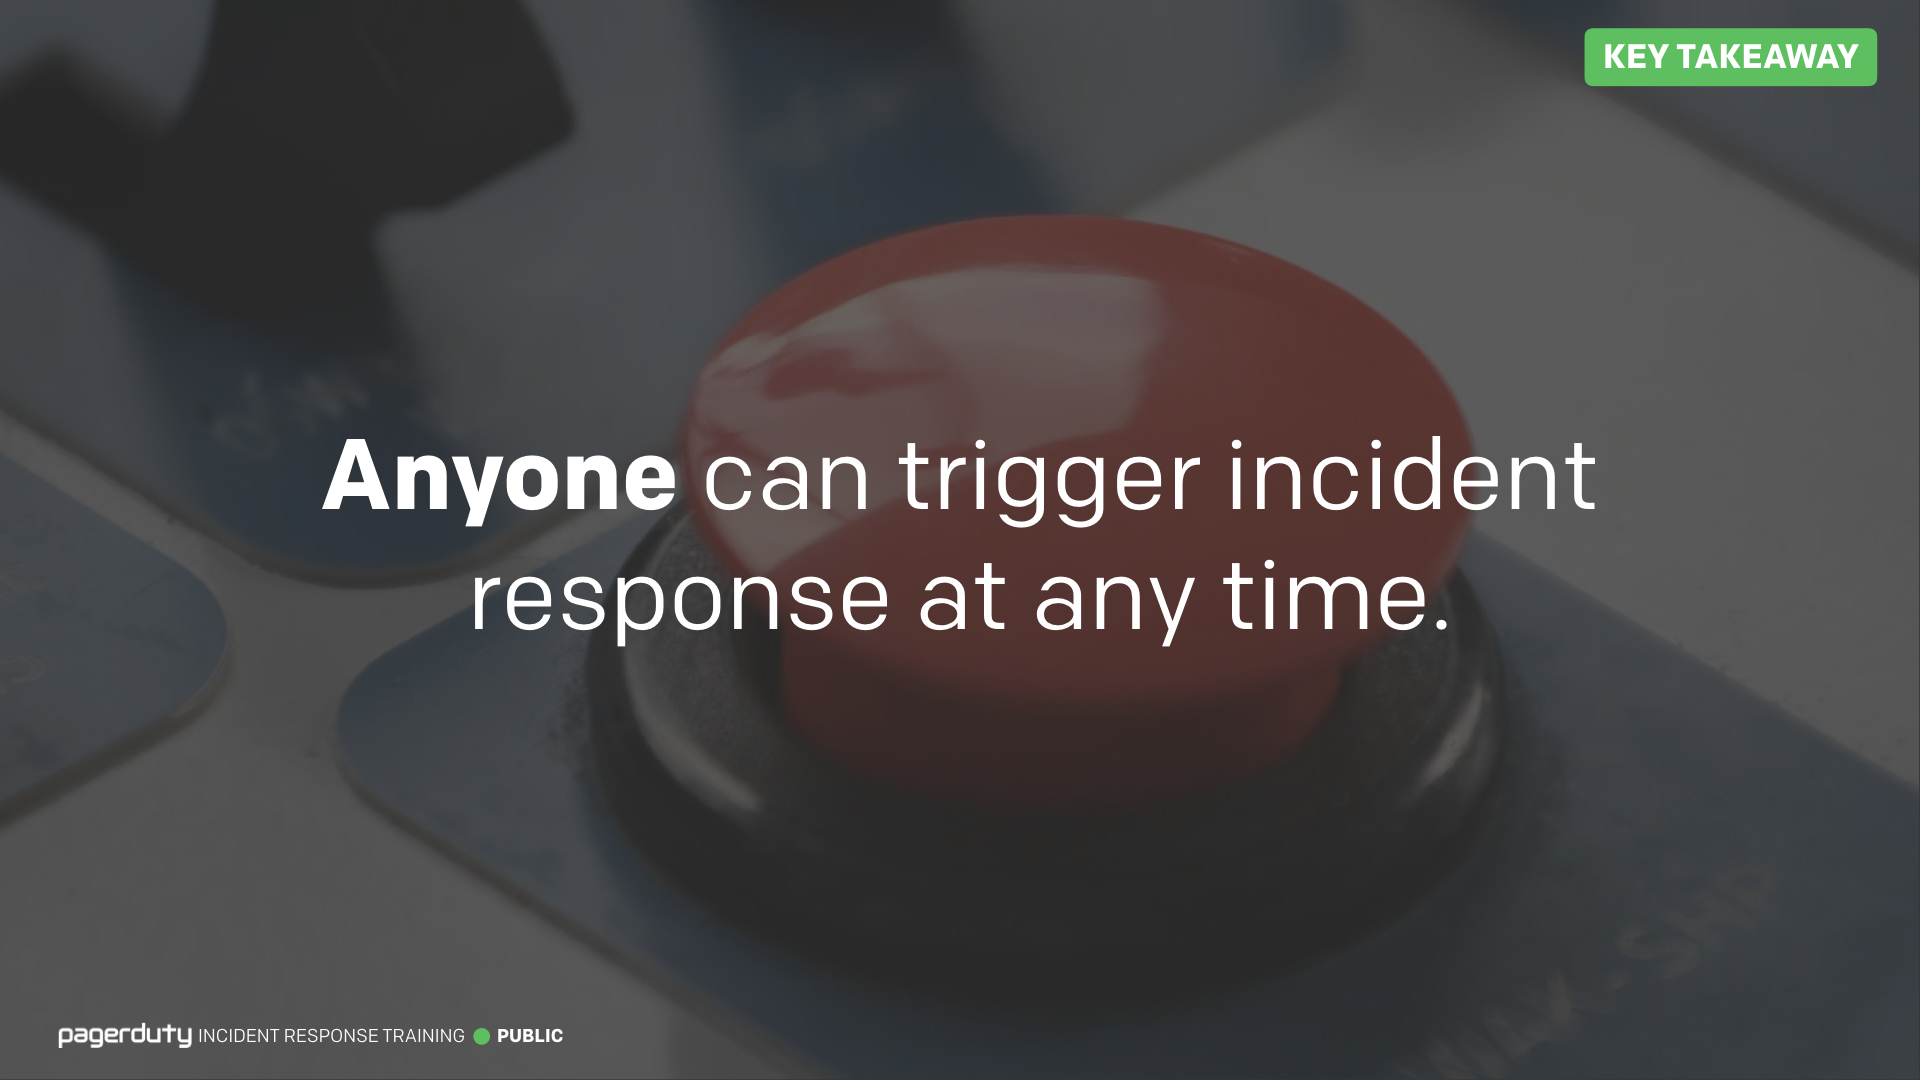 KEY TAKEAWAY
Anyone can trigger incident
response at any time.
pagerduty INCIDENT RESPONSE TRAINING PUBLIC